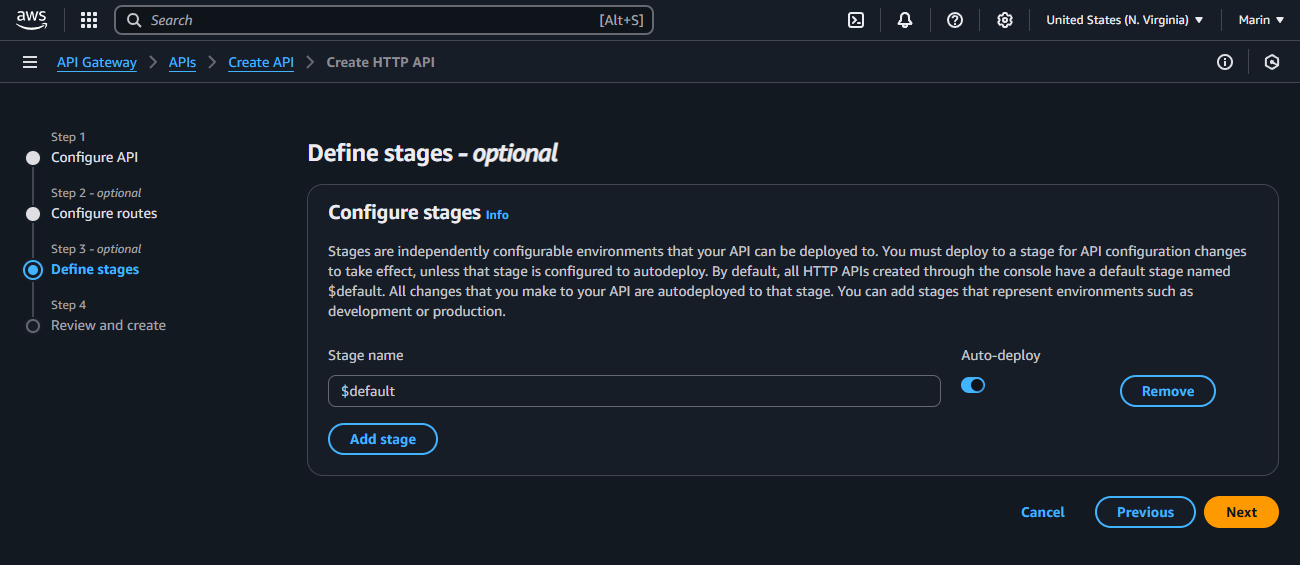 aws
Search [Alt+S]
United States (N. Virginia) Marin
API Gateway APIs Create API Create HTTP API
Step 1
Configure API
Step 2 - optional
Configure routes
Step 3 - optional
Define stages
Step 4
Review and create
Define stages - optional
Configure stages Info
Stages are independently configurable environments that your API can be deployed to. You must deploy to a stage for API configuration changes
to take effect, unless that stage is configured to autodeploy. By default, all HTTP APIs created through the console have a default stage named
$default. All changes that you make to your API are autodeployed to that stage. You can add stages that represent environments such as
development or production.
Stage name Auto-deploy
$default Remove
Add stage
Cancel Previous Next